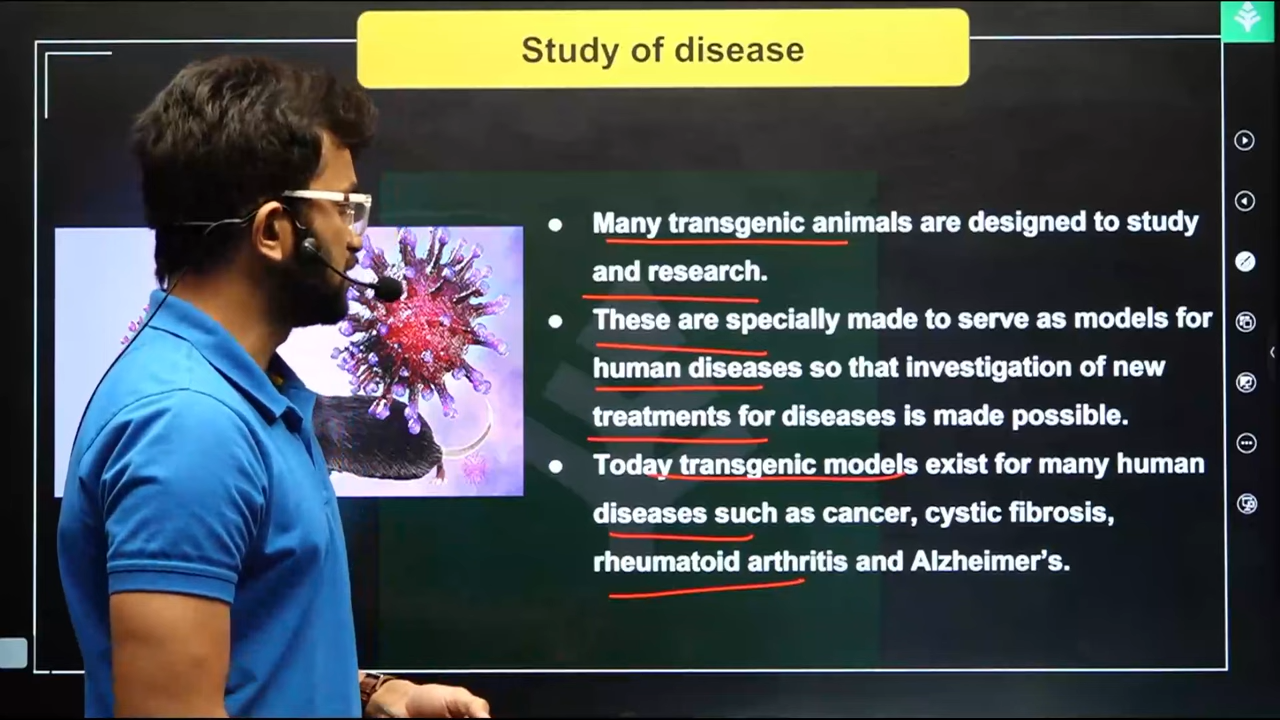 Study of disease
• Many transgenic animals are designed to study
and research.
• These are specially made to serve as models for
human diseases so that investigation of new
treatments for diseases is made possible.
• Today transgenic models exist for many human
diseases such as cancer, cystic fibrosis,
rheumatoid arthritis and Alzheimer’s.